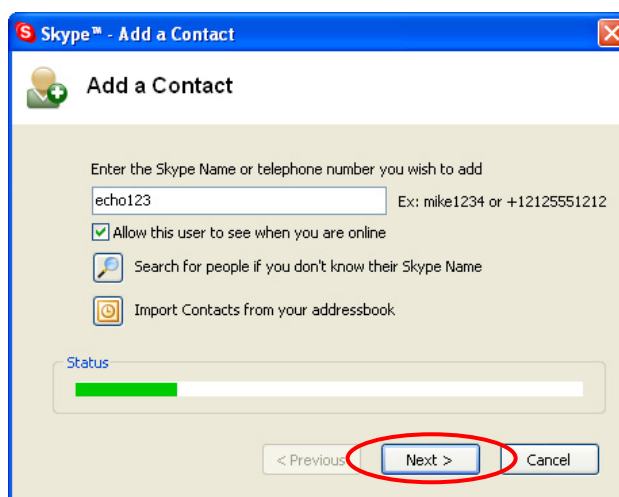 Skype™ - Add a Contact
Add a Contact
Enter the Skype Name or telephone number you wish to add
echo123 Ex: mike1234 or +12125551212
Allow this user to see when you are online
Search for people if you don't know their Skype Name
Import Contacts from your addressbook
Status
< Previous Next > Cancel